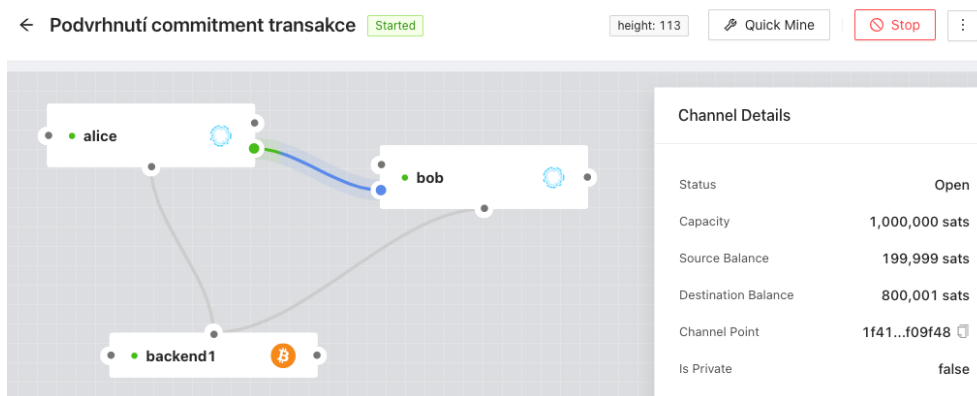 Podvrhnutí commitment transakce Started height: 113 Quick Mine Stop
alice
bob
backend1
Channel Details
Status Open
Capacity 1,000,000 sats
Source Balance 199,999 sats
Destination Balance 800,001 sats
Channel Point 1f41...f09f48
Is Private false